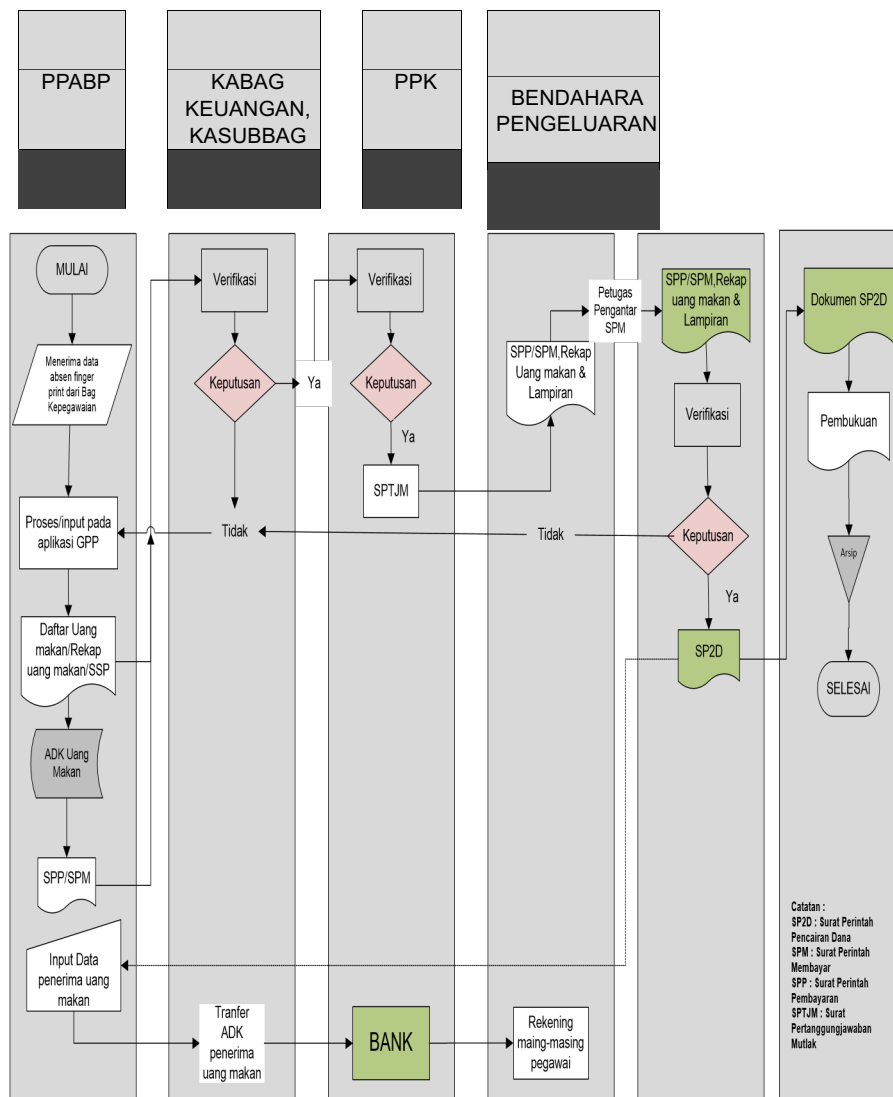 PPABP
KABAG
KEUANGAN,
KASUBBAG
PPK
BENDAHARA
PENGELUARAN
MULAI
Menerima data
absen finger
print dari Bag
Kepegawaian
Proses/input pada
aplikasi GPP
Daftar Uang
makan/Rekap
uang makan/SSP
ADK Uang
Makan
SPP/SPM
Input Data
penerima uang
makan
Verifikasi
Keputusan
Ya
Tidak
Tranfer
ADK
penerima
uang makan
Verifikasi
Keputusan
Ya
SPTJM
BANK
SPP/SPM,Rekap
Uang makan &
Lampiran
Petugas
Pengantar
SPM
Tidak
Rekening
maing-masing
pegawai
SPP/SPM,Rekap
uang makan &
Lampiran
Verifikasi
Keputusan
Ya
SP2D
Dokumen SP2D
Pembukuan
Arsip
SELESAI
Catatan :
SP2D : Surat Perintah
Pencairan Dana
SPM : Surat Perintah
Membayar
SPP : Surat Perintah
Pembayaran
SPTJM : Surat
Pertanggungjawaban
Mutlak